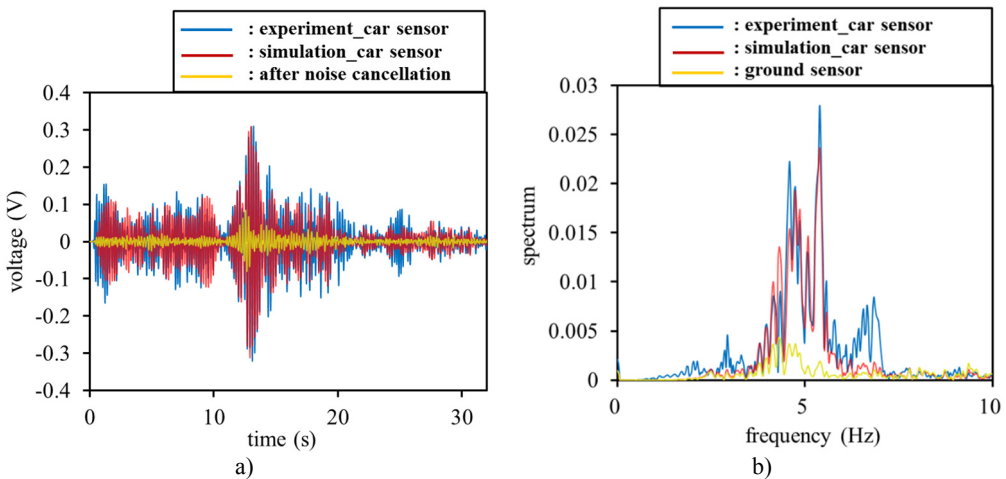 : experiment_car sensor
: simulation_car sensor
: after noise cancellation
0.4
0.3
0.2
0.1
0
-0.1
-0.2
-0.3
-0.4
voltage (V)
0
10
20
30
time (s)
a)
: experiment_car sensor
: simulation_car sensor
: ground sensor
0.03
0.025
0.02
0.015
0.01
0.005
0
spectrum
0
5
10
frequency (Hz)
b)